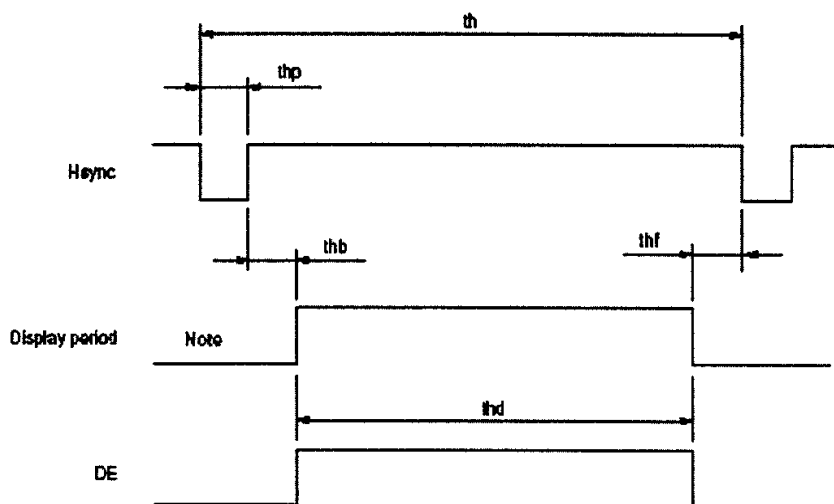 th
thp
Hsync
thb
thf
Display period
Note
thd
DE